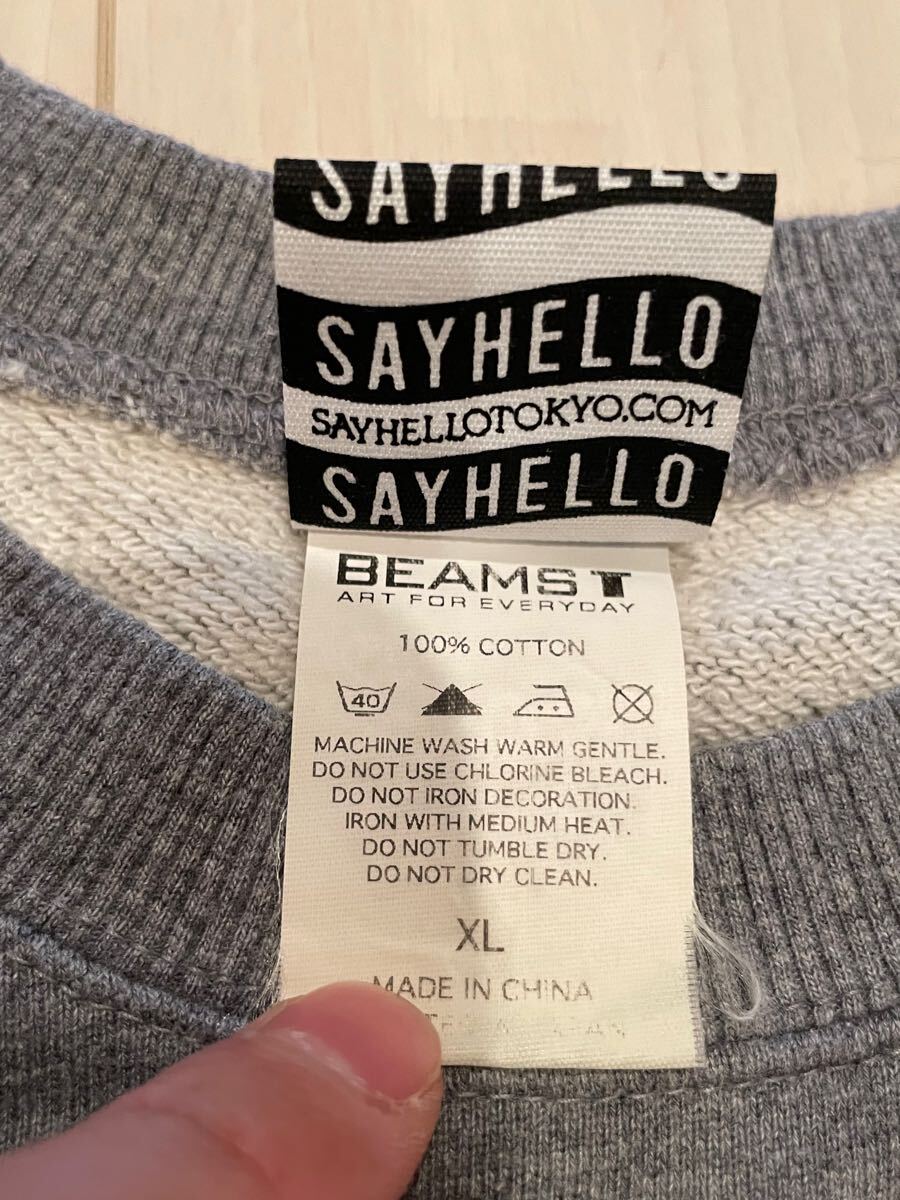 SAYHELLO
SAYHELLO
SAYHELLOTOKYO.COM
SAYHELLO
BEAMS T
ART FOR EVERYDAY
100% COTTON
40
MACHINE WASH WARM GENTLE.
DO NOT USE CHLORINE BLEACH.
DO NOT IRON DECORATION.
IRON WITH MEDIUM HEAT.
DO NOT TUMBLE DRY.
DO NOT DRY CLEAN.
XL
MADE IN CHINA